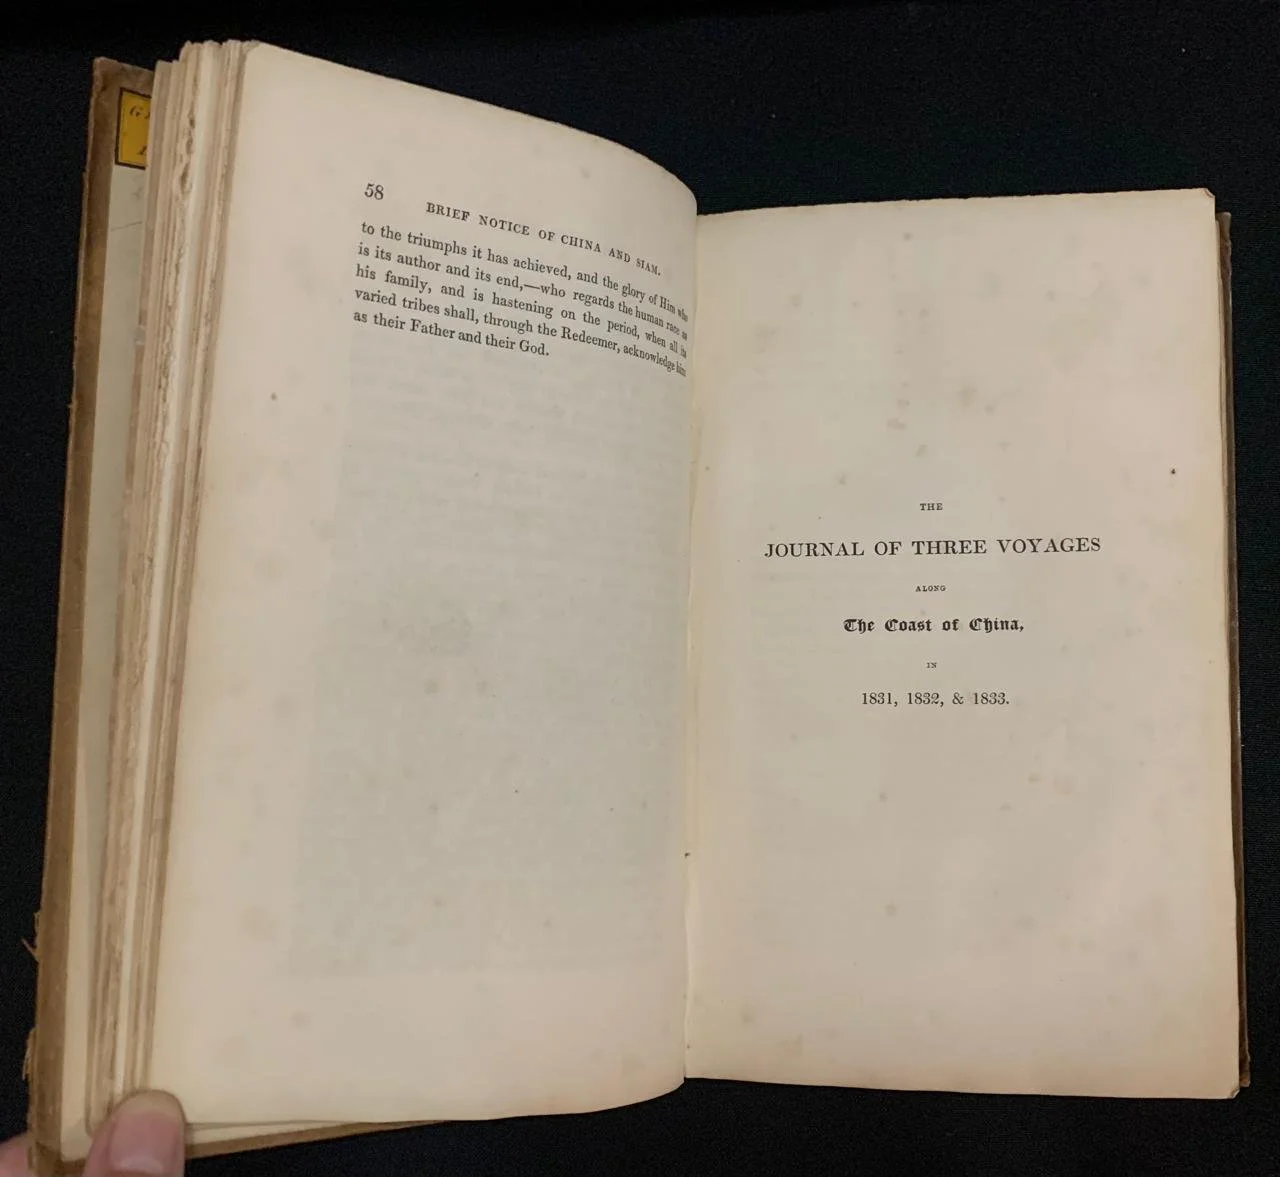 58
BRIEF NOTICE OF CHINA AND SIAM.
to the triumphs it has achieved, and the glory of Him who
is its author and its end,—who regards the human race as
his family, and is hastening on the period, when all its
varied tribes shall, through the Redeemer, acknowledge him
as their Father and their God.
THE
JOURNAL OF THREE VOYAGES
ALONG
The Coast of China,
IN
1831, 1832, & 1833.